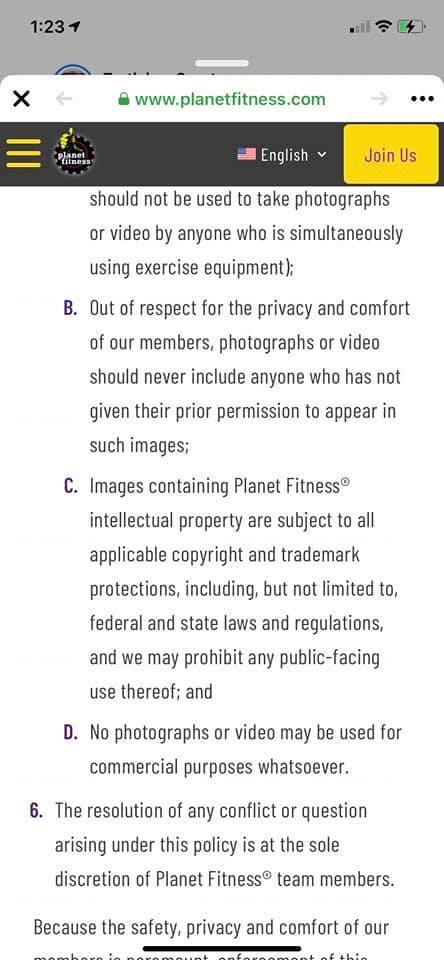 1:23
www.planetfitness.com
planet
fitness
English
Join Us
should not be used to take photographs
or video by anyone who is simultaneously
using exercise equipment);
B. Out of respect for the privacy and comfort
of our members, photographs or video
should never include anyone who has not
given their prior permission to appear in
such images;
C. Images containing Planet Fitness®
intellectual property are subject to all
applicable copyright and trademark
protections, including, but not limited to,
federal and state laws and regulations,
and we may prohibit any public-facing
use thereof; and
D. No photographs or video may be used for
commercial purposes whatsoever.
6. The resolution of any conflict or question
arising under this policy is at the sole
discretion of Planet Fitness® team members.
Because the safety, privacy and comfort of our
members is paramount, enforcement of this